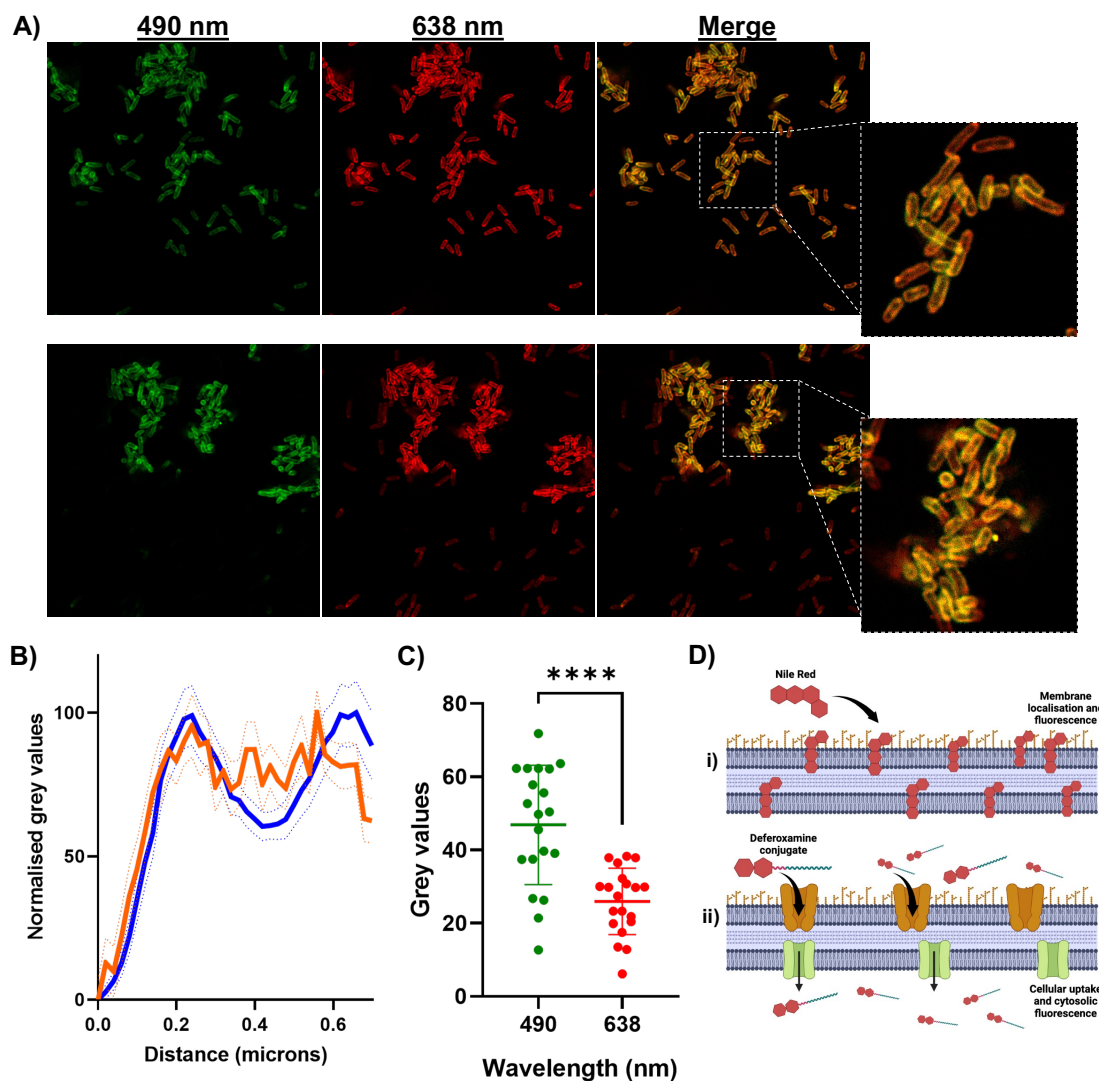 A)
490 nm
638 nm
Merge
B)
Normalised grey values
100
50
0
0.0
0.2
0.4
0.6
Distance (microns)
C)
****
Grey values
80
60
40
20
0
490
638
Wavelength (nm)
D)
Nile Red
Membrane
localisation and
fluorescence
i)
Deferoxamine
conjugate
ii)
Cellular uptake
and cytosolic
fluorescence